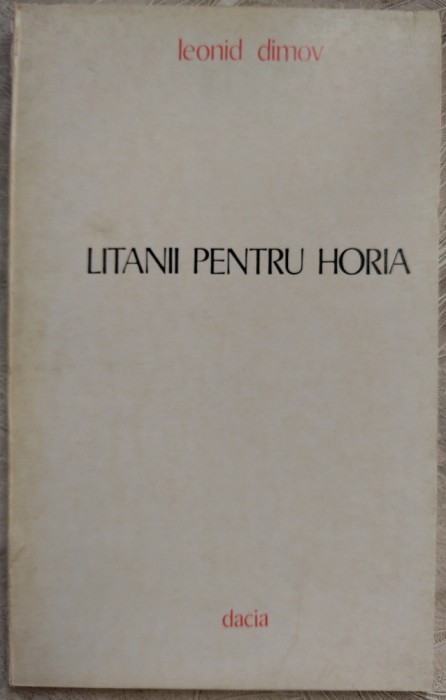 leonid dimov
LITANII PENTRU HORIA
dacia